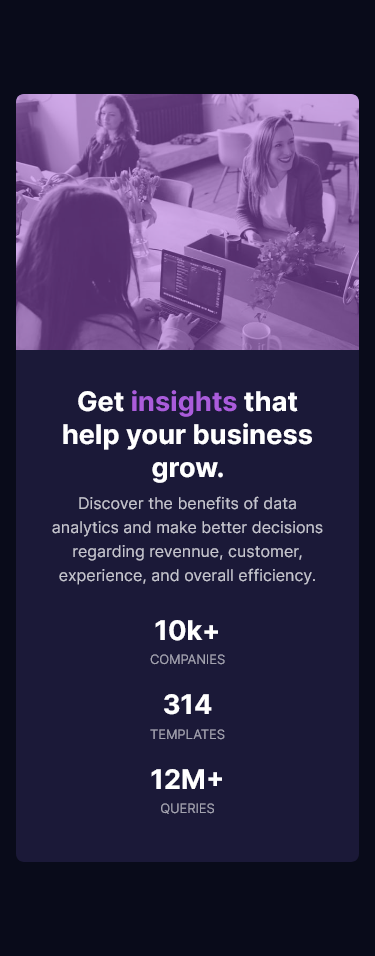 Get insights that
help your business
grow.
Discover the benefits of data
analytics and make better decisions
regarding revennue, customer,
experience, and overall efficiency.
10k+
COMPANIES
314
TEMPLATES
12M+
QUERIES